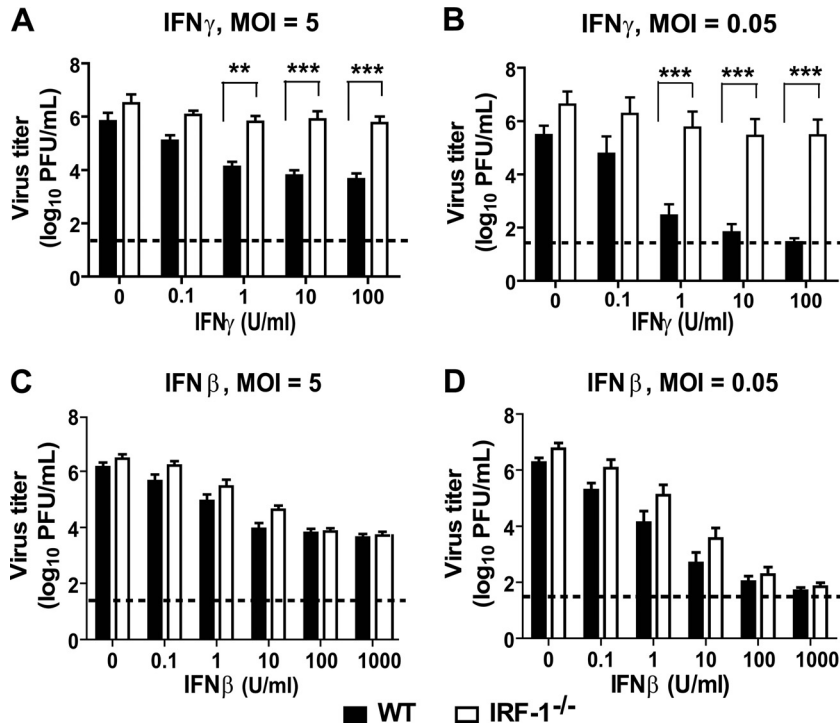 A
IFNγ, MOI = 5
Virus titer
(log10 PFU/mL)
8
6
4
2
0
** *** ***
0 0.1 1 10 100
IFNγ (U/ml)
B
IFNγ, MOI = 0.05
Virus titer
(log10 PFU/mL)
8
6
4
2
0
*** *** ***
0 0.1 1 10 100
IFNγ (U/ml)
C
IFNβ, MOI = 5
Virus titer
(log10 PFU/mL)
8
6
4
2
0
0 0.1 1 10 100 1000
IFNβ (U/ml)
D
IFNβ, MOI = 0.05
Virus titer
(log10 PFU/mL)
8
6
4
2
0
0 0.1 1 10 100 1000
IFNβ (U/ml)
WT IRF-1-/-